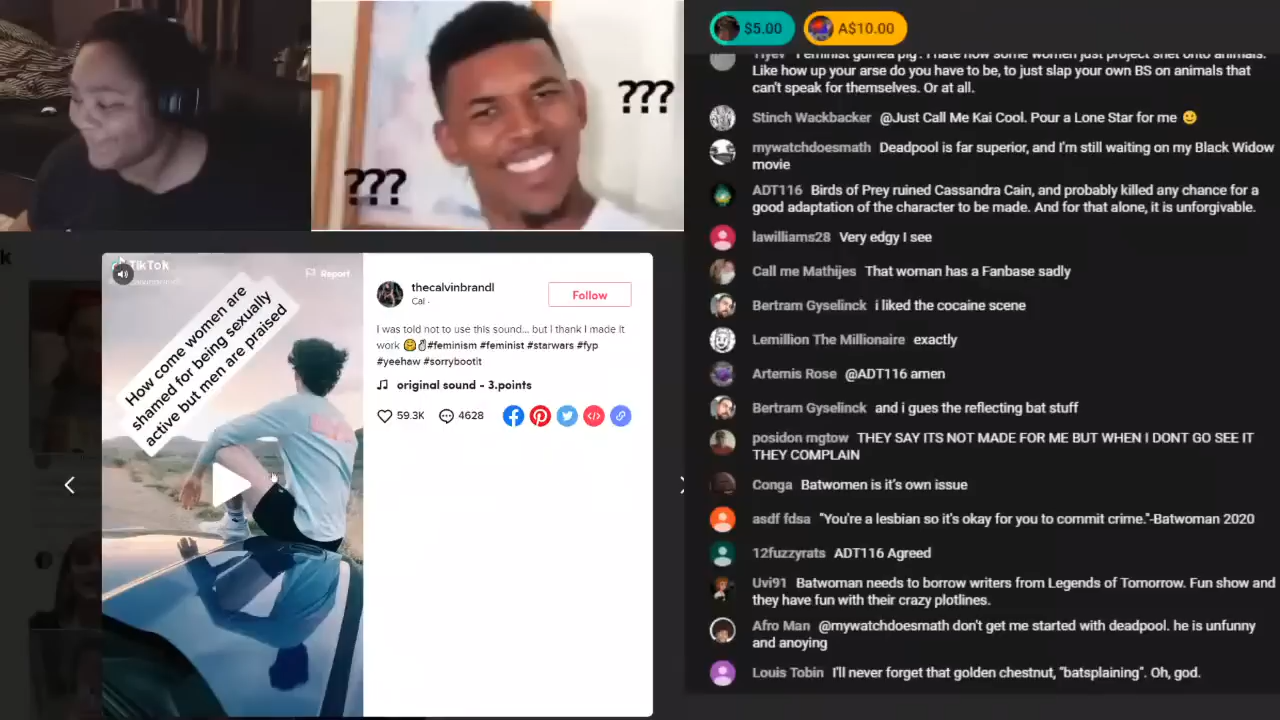 ???
???
k
TikTok
Report
How come women are
shamed for being sexually
active but men are praised
thecalvinbrandl
Cal ·
Follow
I was told not to use this sound... but I thank I made it
work 🤗✌#feminism #feminist #starwars #fyp
#yeehaw #sorrybootit
original sound - 3.points
59.3K
4628
$5.00
A$10.00
Like how up your arse do you have to be, to just slap your own BS on animals that
can't speak for themselves. Or at all.
Stinch Wackbacker @Just Call Me Kai Cool. Pour a Lone Star for me 🙂
mywatchdoesmath Deadpool is far superior, and I'm still waiting on my Black Widow
movie
ADT116 Birds of Prey ruined Cassandra Cain, and probably killed any chance for a
good adaptation of the character to be made. And for that alone, it is unforgivable.
lawilliams28 Very edgy I see
Call me Mathijes That woman has a Fanbase sadly
Bertram Gyselinck i liked the cocaine scene
Lemillion The Millionaire exactly
Artemis Rose @ADT116 amen
Bertram Gyselinck and i gues the reflecting bat stuff
posidon mgtow THEY SAY ITS NOT MADE FOR ME BUT WHEN I DONT GO SEE IT
THEY COMPLAIN
Conga Batwomen is it's own issue
asdf fdsa "You're a lesbian so it's okay for you to commit crime."-Batwoman 2020
12fuzzyrats ADT116 Agreed
Uvi91 Batwoman needs to borrow writers from Legends of Tomorrow. Fun show and
they have fun with their crazy plotlines.
Afro Man @mywatchdoesmath don't get me started with deadpool. he is unfunny
and anoying
Louis Tobin I'll never forget that golden chestnut, "batsplaining". Oh, god.